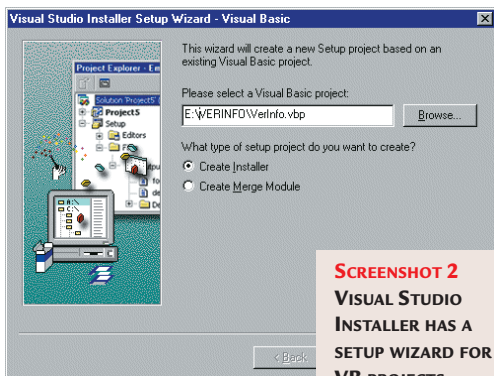 Visual Studio Installer Setup Wizard - Visual Basic
Project Explorer - Em
Solution 'Project5' (
Project5
Setup
Editors
This wizard will create a new Setup project based on an
existing Visual Basic project.
Please select a Visual Basic project:
E:\VERINFO\VerInfo.vbp
Browse...
What type of setup project do you want to create?
Create Installer
Create Merge Module
< Back
SCREENSHOT 2
VISUAL STUDIO
INSTALLER HAS A
SETUP WIZARD FOR
VB PROJECTS